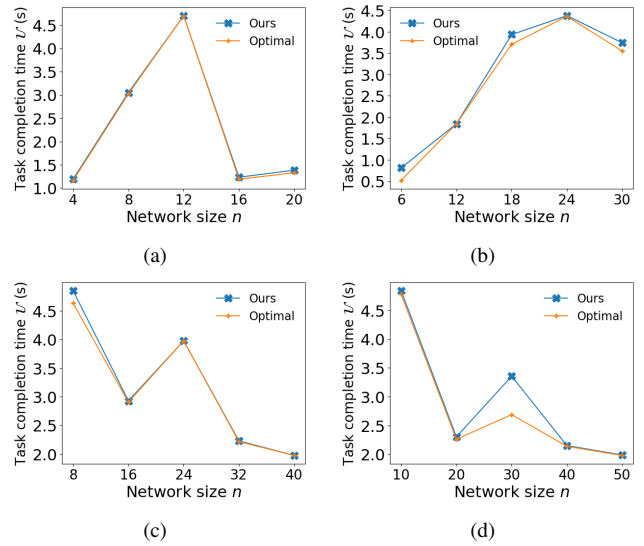 4.5
4.0
3.5
3.0
2.5
2.0
1.5
1.0
Task completion time 𝒰 (s)
Ours
Optimal
4 8 12 16 20
Network size n
(a)
4.5
4.0
3.5
3.0
2.5
2.0
1.5
1.0
0.5
Task completion time 𝒰 (s)
Ours
Optimal
6 12 18 24 30
Network size n
(b)
4.5
4.0
3.5
3.0
2.5
2.0
Task completion time 𝒰 (s)
Ours
Optimal
8 16 24 32 40
Network size n
(c)
4.5
4.0
3.5
3.0
2.5
2.0
Task completion time 𝒰 (s)
Ours
Optimal
10 20 30 40 50
Network size n
(d)